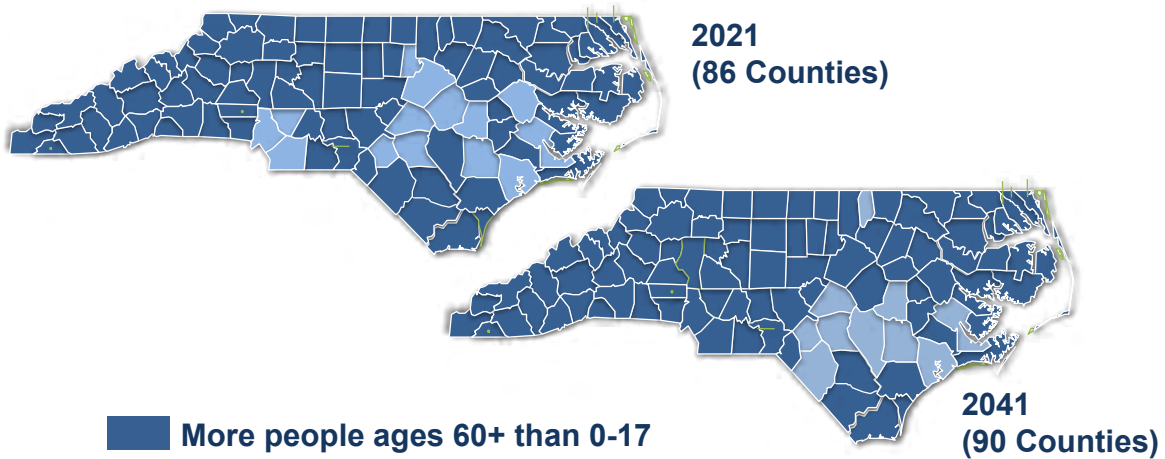 2021
(86 Counties)
2041
(90 Counties)
More people ages 60+ than 0-17